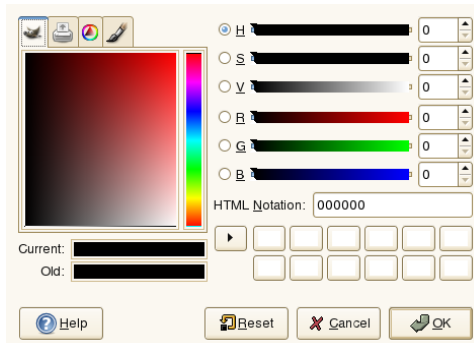 H 0
S 0
V 0
R 0
G 0
B 0
HTML Notation: 000000
Current:
Old:
Help Reset Cancel OK